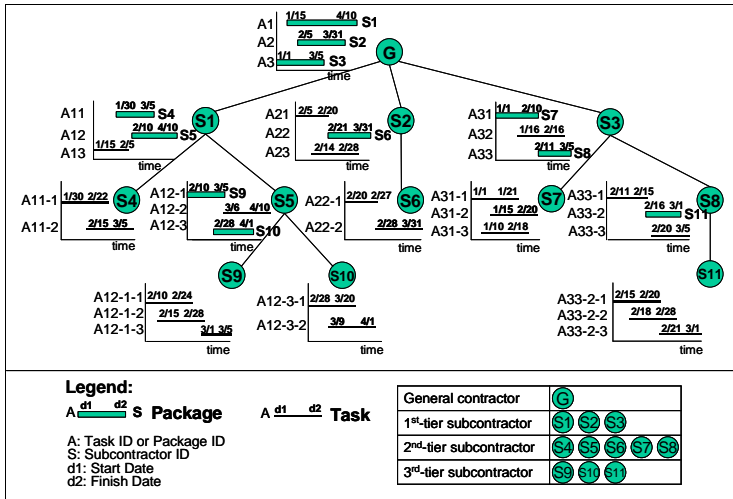 A1 1/15 4/10 S1
A2 2/5 3/31 S2
A3 1/1 3/5 S3
time
G
A11 1/30 3/5 S4
A12 2/10 4/10 S5
A13 1/15 2/5
time
S1
A21 2/5 2/20
A22 2/21 3/31 S6
A23 2/14 2/28
time
S2
A31 1/1 2/10 S7
A32 1/16 2/16
A33 2/11 3/5 S8
time
S3
A11-1 1/30 2/22
A11-2 2/15 3/5
time
S4
A12-1 2/10 3/5 S9
A12-2 3/6 4/10
A12-3 2/28 4/1 S10
time
S5
A22-1 2/20 2/27
A22-2 2/28 3/31
time
S6
A31-1 1/1 1/21
A31-2 1/15 2/20
A31-3 1/10 2/18
time
S7
A33-1 2/11 2/15
A33-2 2/16 3/1 S11
A33-3 2/20 3/5
time
S8
S9
A12-1-1 2/10 2/24
A12-1-2 2/15 2/28
A12-1-3 3/1 3/5
time
S10
A12-3-1 2/28 3/20
A12-3-2 3/9 4/1
time
S11
A33-2-1 2/15 2/20
A33-2-2 2/18 2/28
A33-2-3 2/21 3/1
time
Legend:
A d1 d2 S Package
A d1 d2 Task
A: Task ID or Package ID
S: Subcontractor ID
d1: Start Date
d2: Finish Date
General contractor G
1st-tier subcontractor S1 S2 S3
2nd-tier subcontractor S4 S5 S6 S7 S8
3rd-tier subcontractor S9 S10 S11